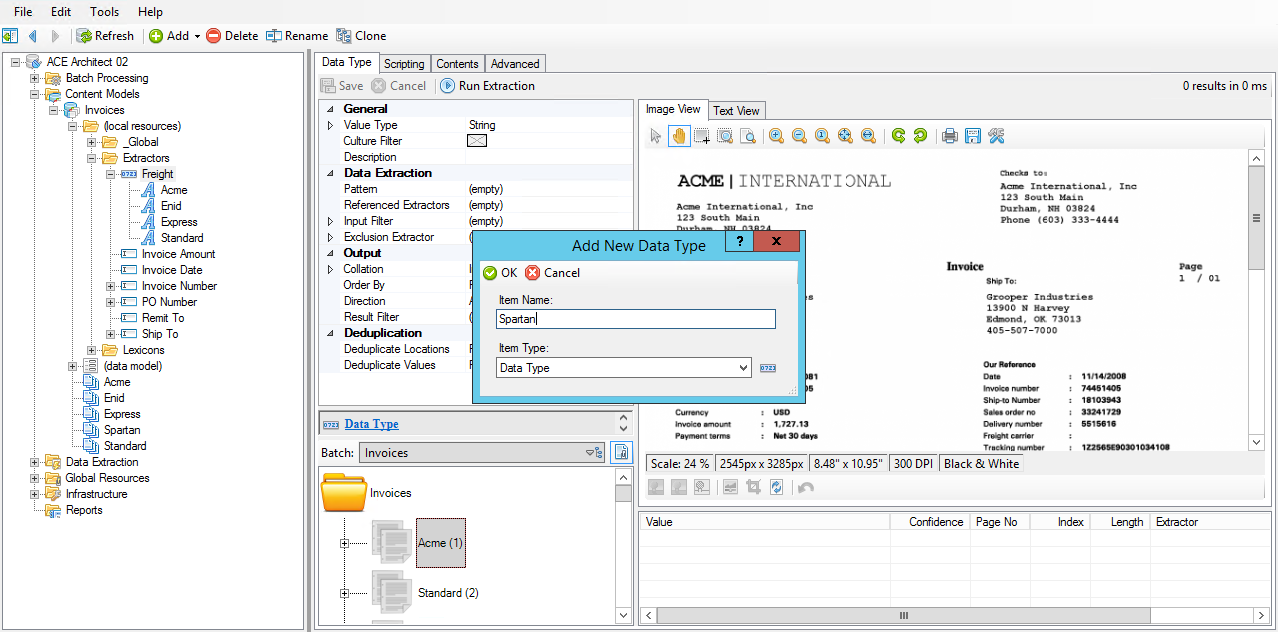 File Edit Tools Help
Refresh Add Delete Rename Clone
ACE Architect 02
Batch Processing
Content Models
Invoices
(local resources)
_Global
Extractors
Freight
Acme
Enid
Express
Standard
Invoice Amount
Invoice Date
Invoice Number
PO Number
Remit To
Ship To
Lexicons
(data model)
Acme
Enid
Express
Spartan
Standard
Data Extraction
Global Resources
Infrastructure
Reports
Data Type Scripting Contents Advanced
Save Cancel Run Extraction 0 results in 0 ms
General
Value Type String
Culture Filter
Description
Data Extraction
Pattern (empty)
Referenced Extractors (empty)
Input Filter (empty)
Exclusion Extractor
Output
Collation
Order By
Direction
Result Filter
Deduplication
Deduplicate Locations
Deduplicate Values
Data Type
Batch: Invoices
Invoices
Acme (1)
Standard (2)
Add New Data Type ? X
OK Cancel
Item Name:
Spartan
Item Type:
Data Type
Image View Text View
ACME | INTERNATIONAL
Acme International, Inc
123 South Main
Durham, NH 03824
Checks to:
Acme International, Inc
123 South Main
Durham, NH 03824
Phone (603) 333-4444
Invoice
Page
1 / 01
Ship To:
Grooper Industries
13900 N Harvey
Edmond, OK 73013
405-507-7000
Our Reference
Date : 11/14/2008
Invoice number : 74451405
Ship-to Number : 18103943
Sales order no : 33241729
Delivery number : 5515616
Freight carrier :
Tracking number : 1Z2565E90301034108
Currency : USD
Invoice amount : 1,727.13
Payment terms : Net 30 days
Scale: 24 % 2545px x 3285px 8.48" x 10.95" 300 DPI Black & White
Value Confidence Page No Index Length Extractor